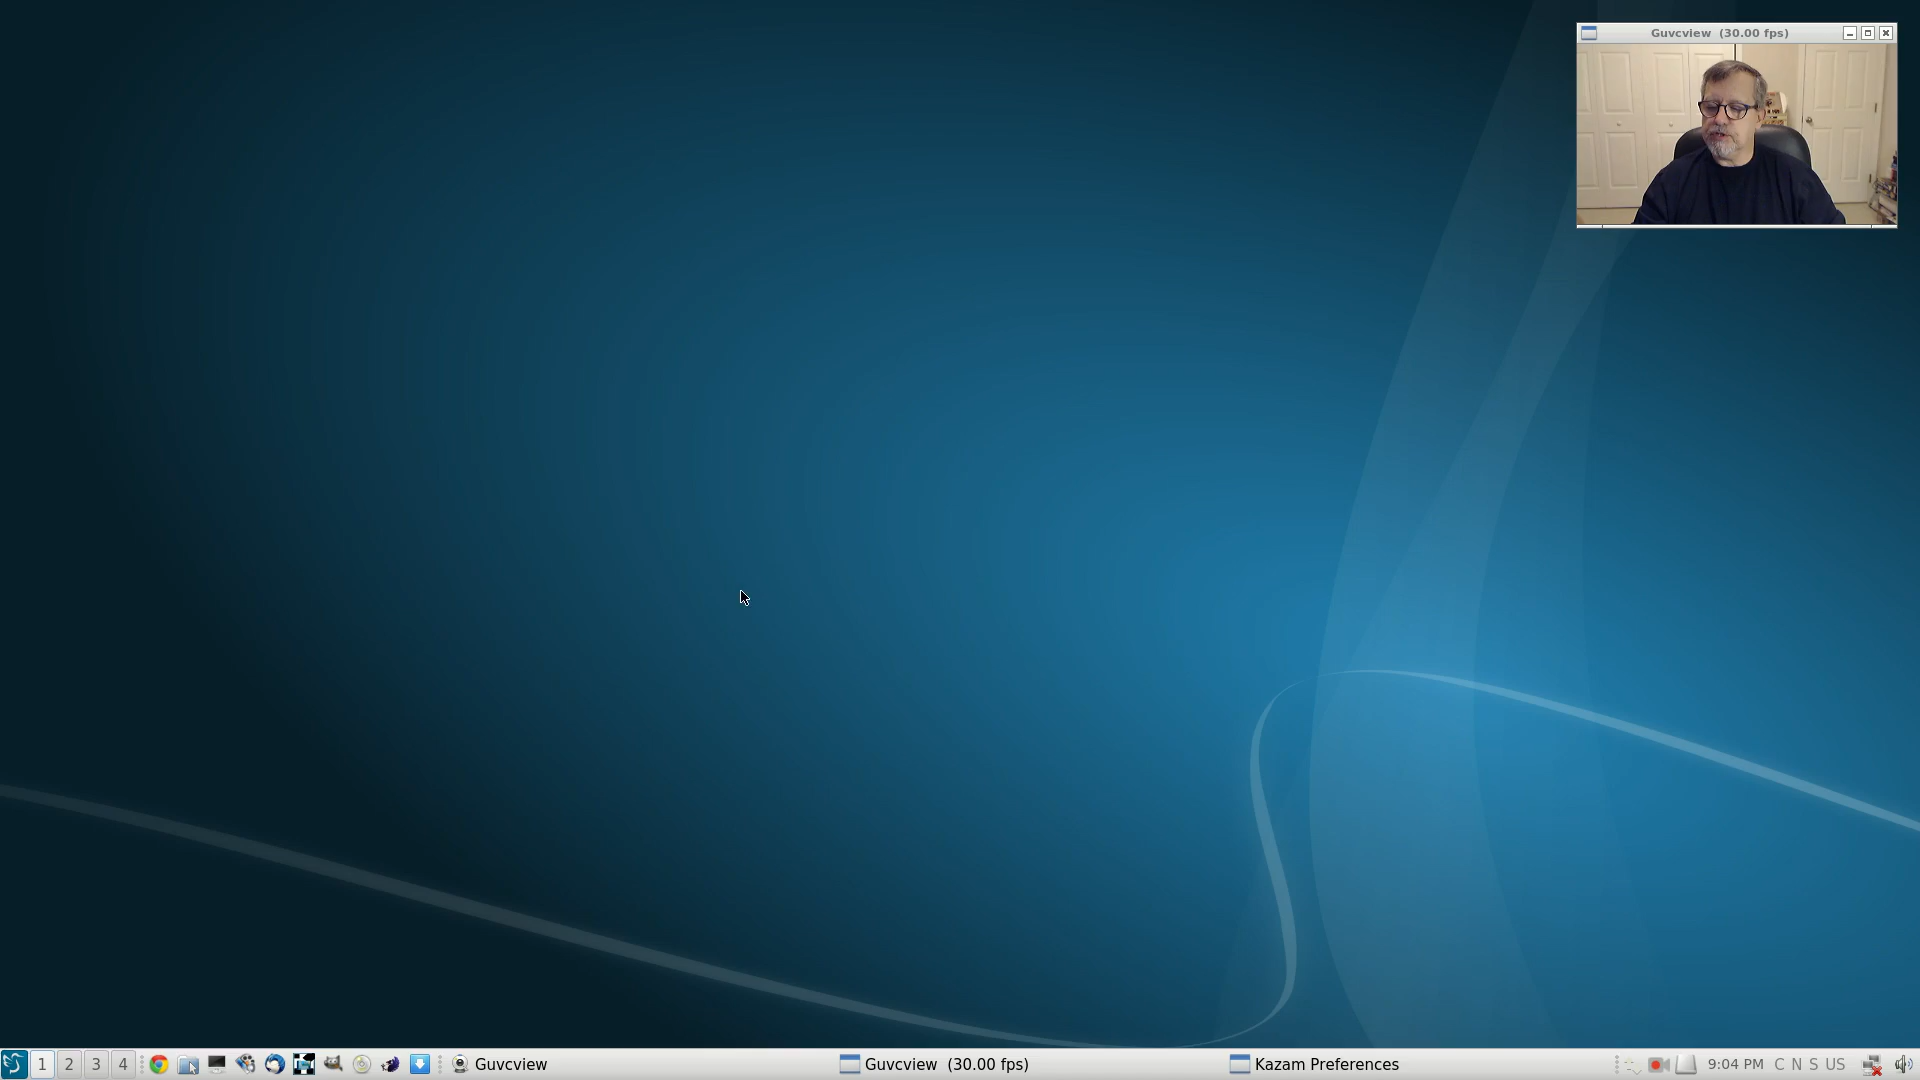 Guvcview (30.00 fps)
1 2 3 4 Guvcview Guvcview (30.00 fps) Kazam Preferences 9:04 PM C N S US